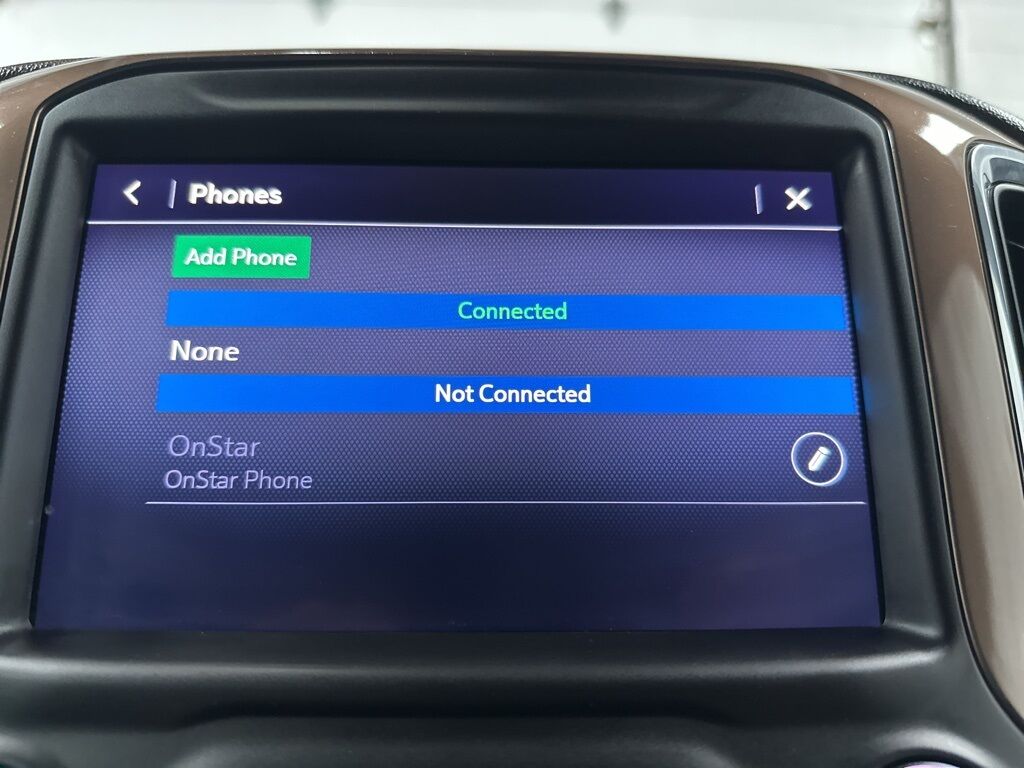 Phones
Add Phone
Connected
None
Not Connected
OnStar
OnStar Phone